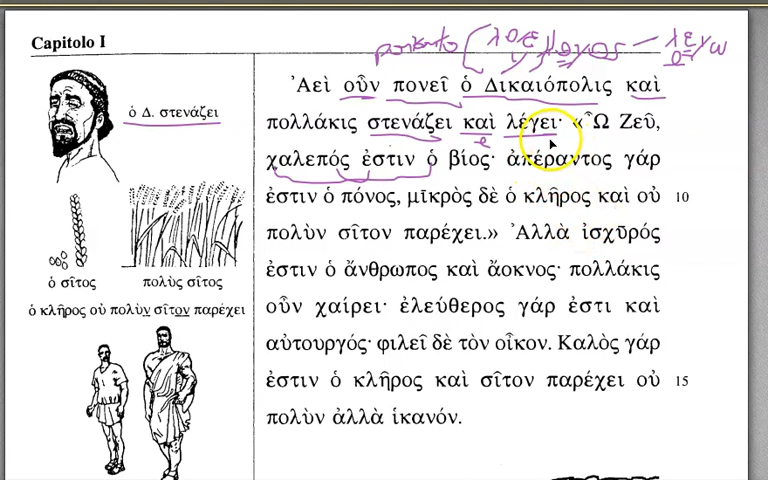 Capitolo I
λέγω
ὁ Δ. στενάζει
ὁ σῖτος
πολὺς σῖτος
ὁ κλῆρος οὐ πολὺν σῖτον παρέχει
Ἀεὶ οὖν πονεῖ ὁ Δικαιόπολις καὶ
πολλάκις στενάζει καὶ λέγει· «Ὦ Ζεῦ,
χαλεπός ἐστιν ὁ βίος· ἀπέραντος γάρ
ἐστιν ὁ πόνος, μῑκρὸς δὲ ὁ κλῆρος καὶ οὐ 10
πολὺν σῖτον παρέχει.» Ἀλλὰ ἰσχῡρός
ἐστιν ὁ ἄνθρωπος καὶ ἄοκνος· πολλάκις
οὖν χαίρει· ἐλεύθερος γάρ ἐστι καὶ
αὐτουργός· φιλεῖ δὲ τὸν οἶκον. Καλὸς γάρ
ἐστιν ὁ κλῆρος καὶ σῖτον παρέχει οὐ 15
πολὺν ἀλλὰ ἱκανόν.